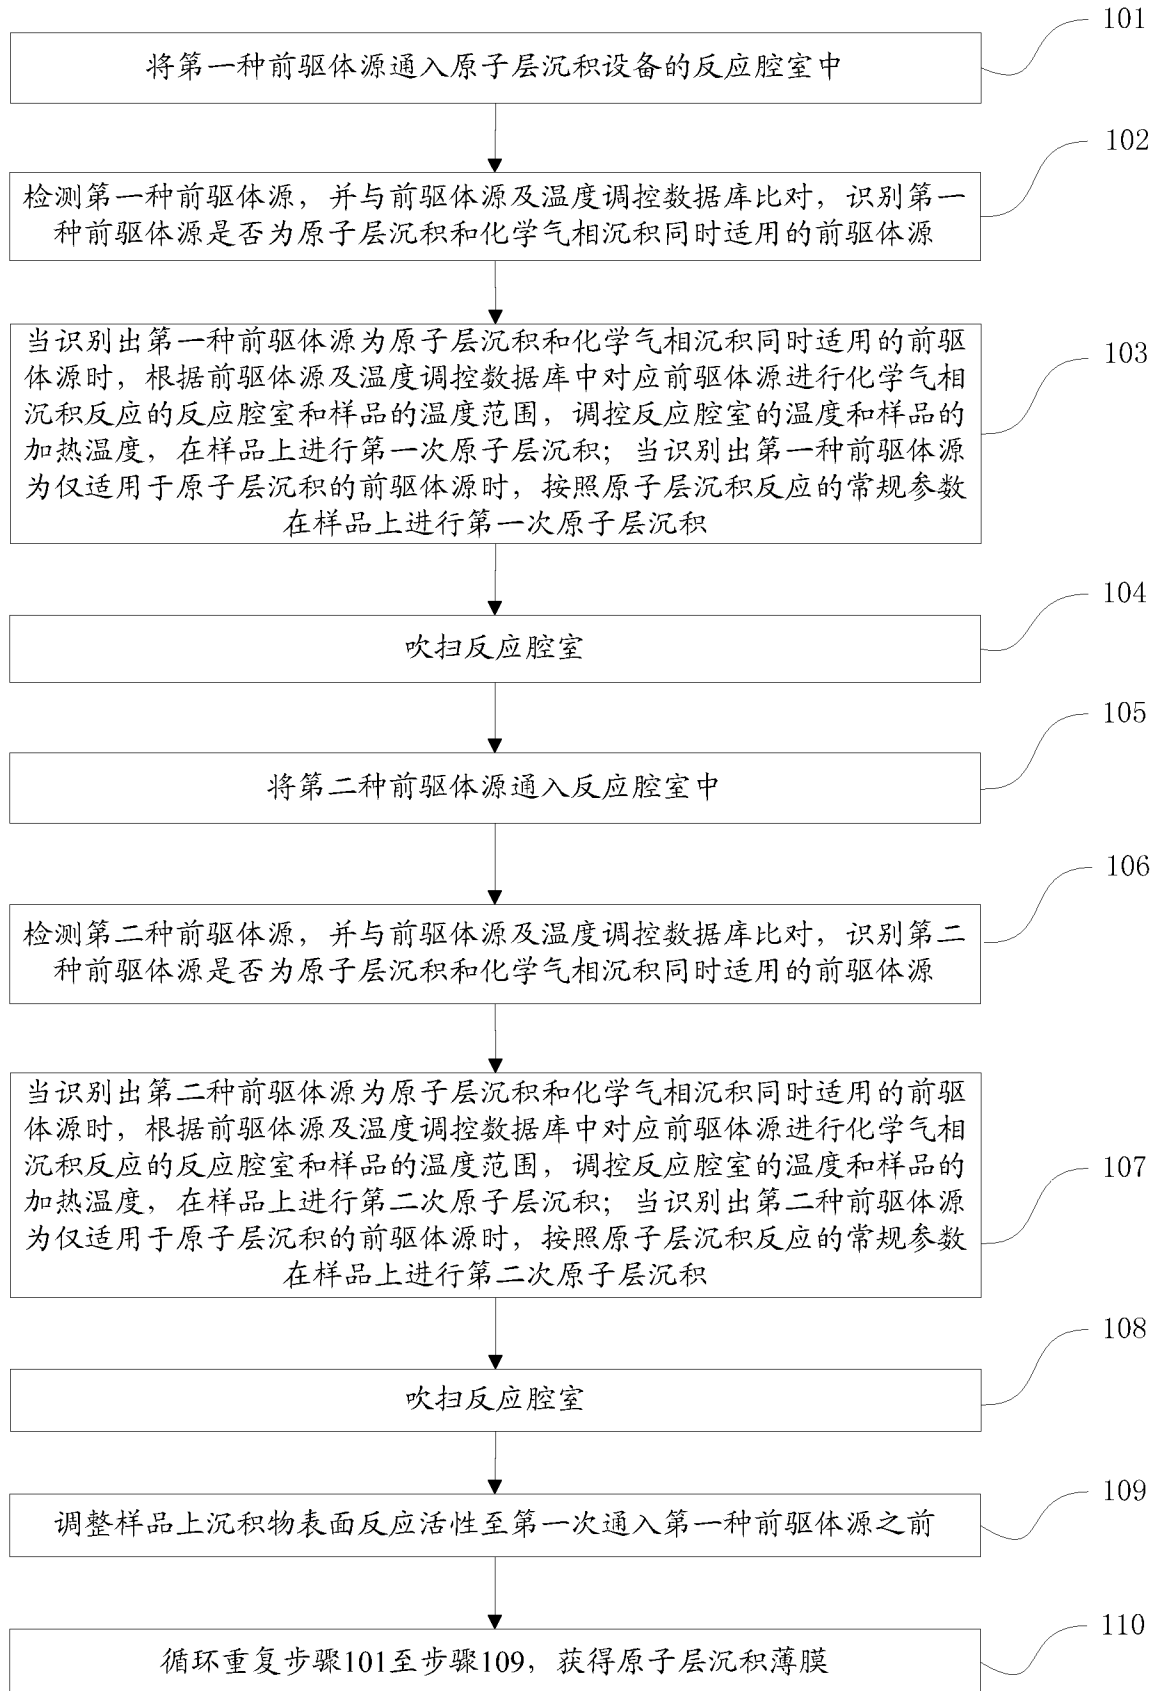 101
将第一种前驱体源通入原子层沉积设备的反应腔室中
102
检测第一种前驱体源，并与前驱体源及温度调控数据库比对，识别第一
种前驱体源是否为原子层沉积和化学气相沉积同时适用的前驱体源
103
当识别出第一种前驱体源为原子层沉积和化学气相沉积同时适用的前驱
体源时，根据前驱体源及温度调控数据库中对应前驱体源进行化学气相
沉积反应的反应腔室和样品的温度范围，调控反应腔室的温度和样品的
加热温度，在样品上进行第一次原子层沉积；当识别出第一种前驱体源
为仅适用于原子层沉积的前驱体源时，按照原子层沉积反应的常规参数
在样品上进行第一次原子层沉积
104
吹扫反应腔室
105
将第二种前驱体源通入反应腔室中
106
检测第二种前驱体源，并与前驱体源及温度调控数据库比对，识别第二
种前驱体源是否为原子层沉积和化学气相沉积同时适用的前驱体源
107
当识别出第二种前驱体源为原子层沉积和化学气相沉积同时适用的前驱
体源时，根据前驱体源及温度调控数据库中对应前驱体源进行化学气相
沉积反应的反应腔室和样品的温度范围，调控反应腔室的温度和样品的
加热温度，在样品上进行第二次原子层沉积；当识别出第二种前驱体源
为仅适用于原子层沉积的前驱体源时，按照原子层沉积反应的常规参数
在样品上进行第二次原子层沉积
108
吹扫反应腔室
109
调整样品上沉积物表面反应活性至第一次通入第一种前驱体源之前
110
循环重复步骤101至步骤109，获得原子层沉积薄膜